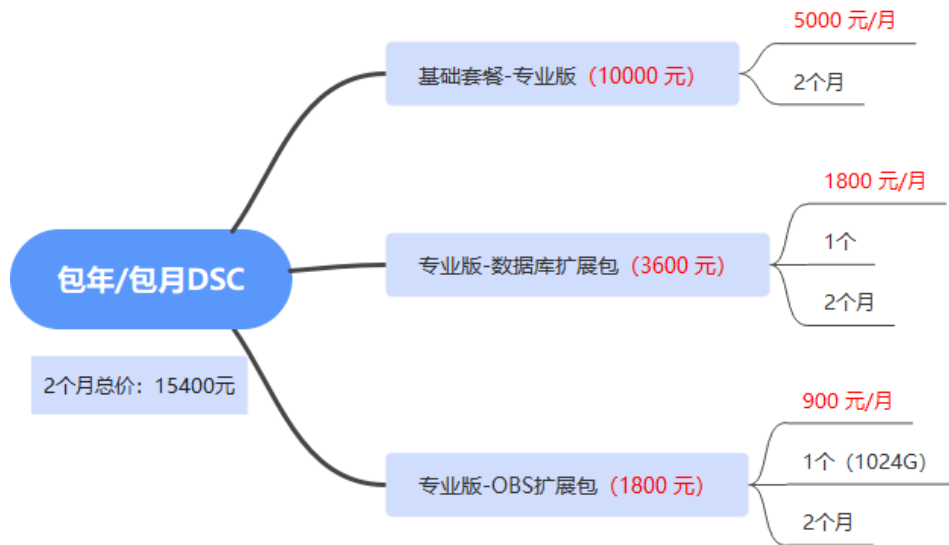 包年/包月DSC
2个月总价：15400元
基础套餐-专业版（10000 元）
5000 元/月
2个月
专业版-数据库扩展包（3600 元）
1800 元/月
1个
2个月
专业版-OBS扩展包（1800 元）
900 元/月
1个（1024G）
2个月